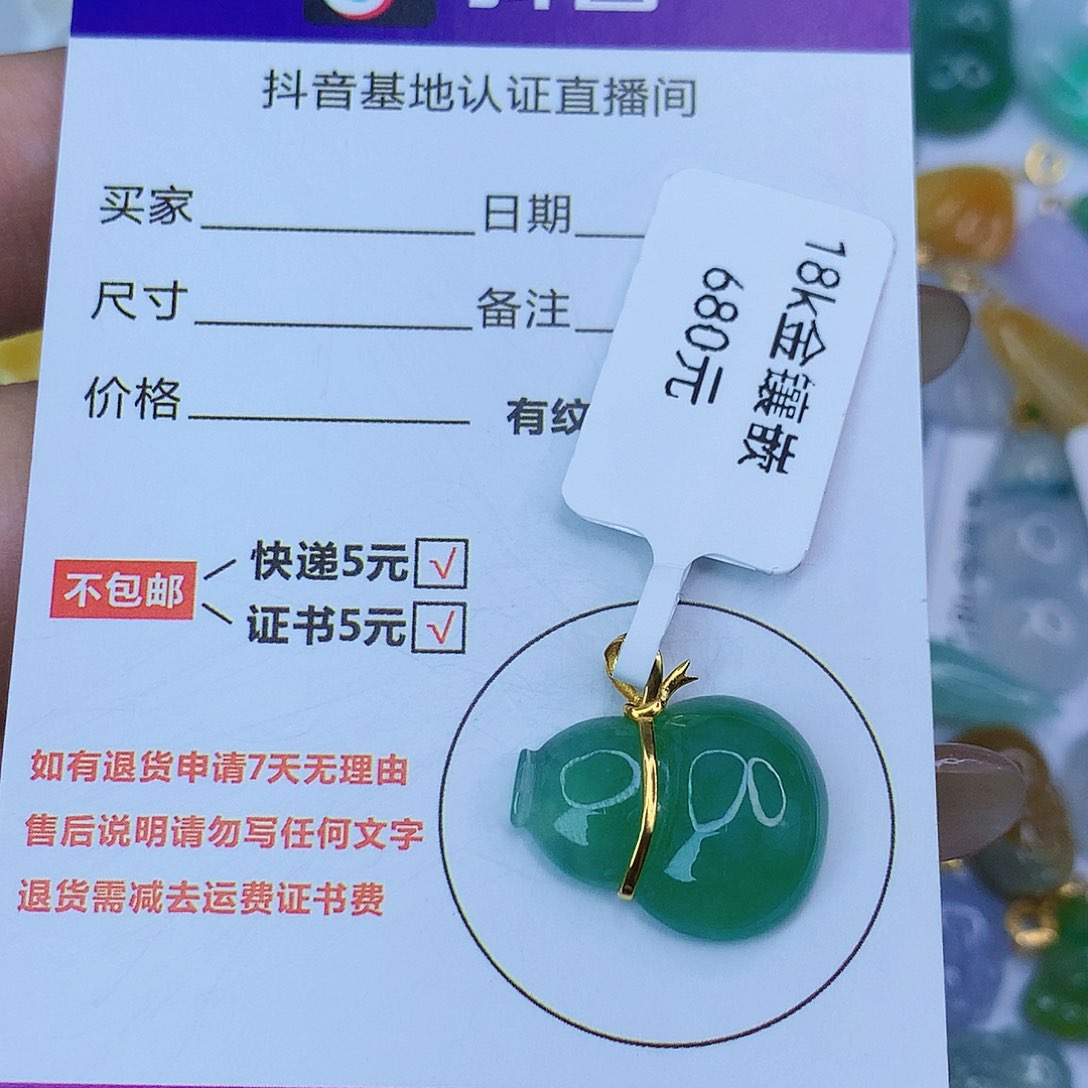 抖音基地认证直播间
买家 日期
尺寸 备注
价格 有纹
18k金镶嵌
680元
不包邮
快递5元 √
证书5元 √
如有退货申请7天无理由
售后说明请勿写任何文字
退货需减去运费证书费